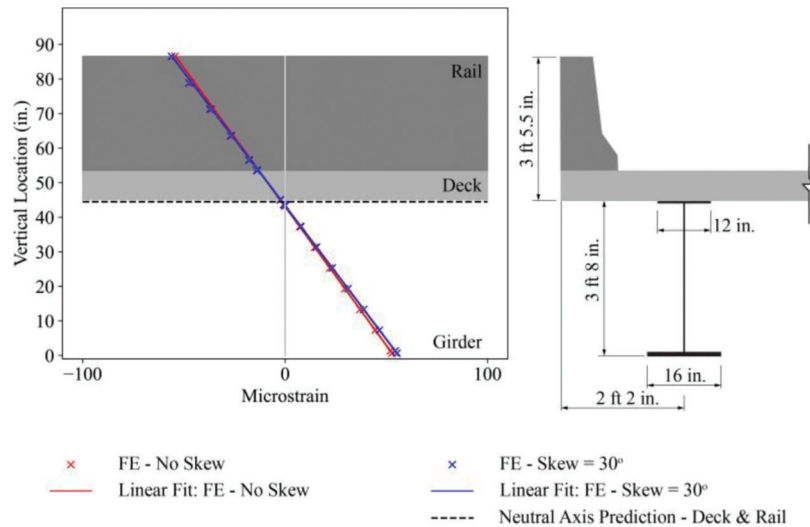 90
80
70
60
50
40
30
20
10
0
Vertical Location (in.)
Rail
Deck
Girder
−100
0
100
Microstrain
3 ft 5.5 in.
3 ft 8 in.
12 in.
16 in.
2 ft 2 in.
FE - No Skew
Linear Fit: FE - No Skew
FE - Skew = 30º
Linear Fit: FE - Skew = 30º
Neutral Axis Prediction - Deck & Rail